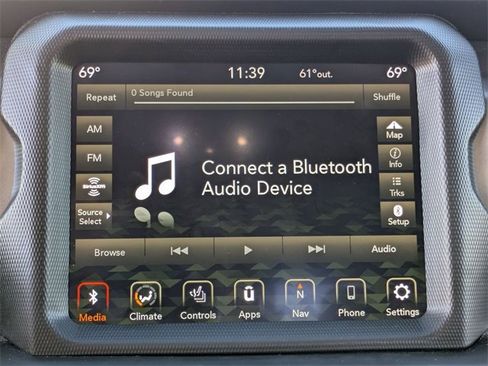 69°
11:39
61°out.
69°
Repeat
0 Songs Found
Shuffle
AM
Map
FM
Connect a Bluetooth
Audio Device
Info
SiriusXM
Trks
Source
Select
Setup
Browse
Audio
Media
Climate
Controls
Apps
N
Nav
Phone
Settings